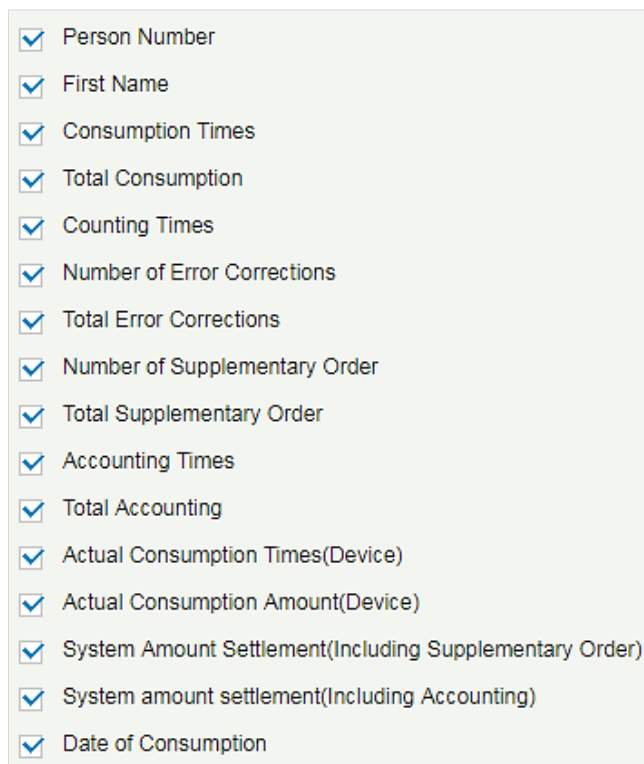 Person Number
First Name
Consumption Times
Total Consumption
Counting Times
Number of Error Corrections
Total Error Corrections
Number of Supplementary Order
Total Supplementary Order
Accounting Times
Total Accounting
Actual Consumption Times(Device)
Actual Consumption Amount(Device)
System Amount Settlement(Including Supplementary Order)
System amount settlement(Including Accounting)
Date of Consumption